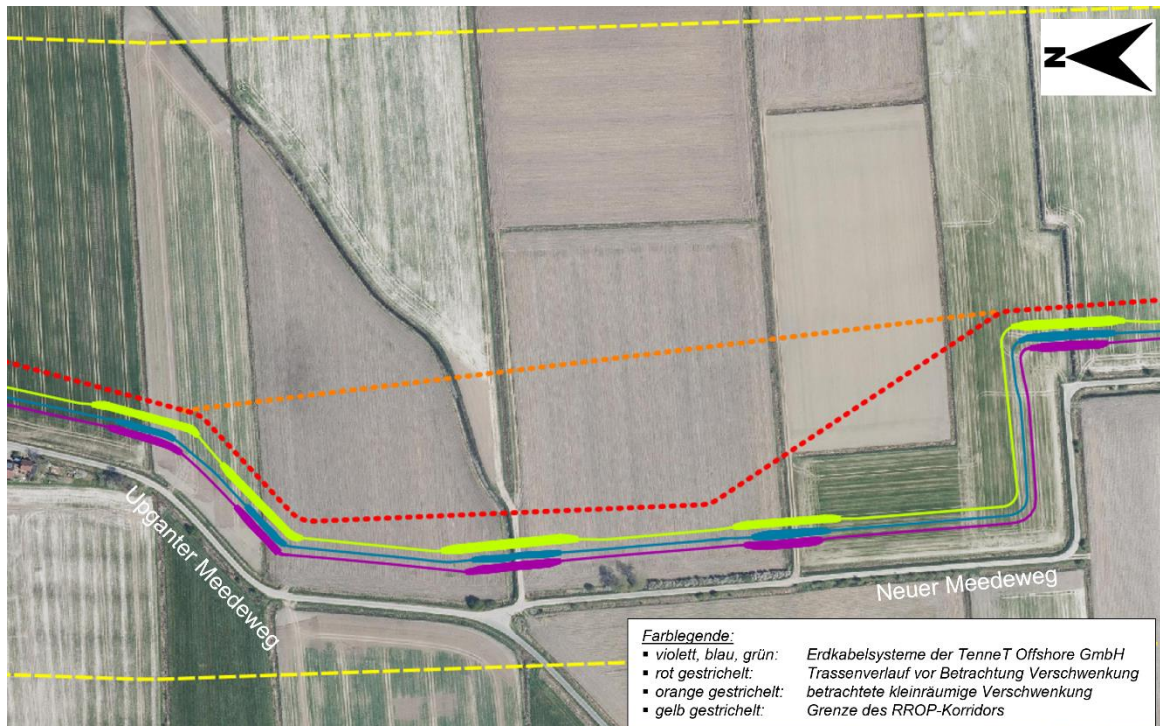 N
Upganter Meedeweg
Neuer Meedeweg
Farblegende:
▪ violett, blau, grün: Erdkabelsysteme der TenneT Offshore GmbH
▪ rot gestrichelt: Trassenverlauf vor Betrachtung Verschwenkung
▪ orange gestrichelt: betrachtete kleinräumige Verschwenkung
▪ gelb gestrichelt: Grenze des RROP-Korridors